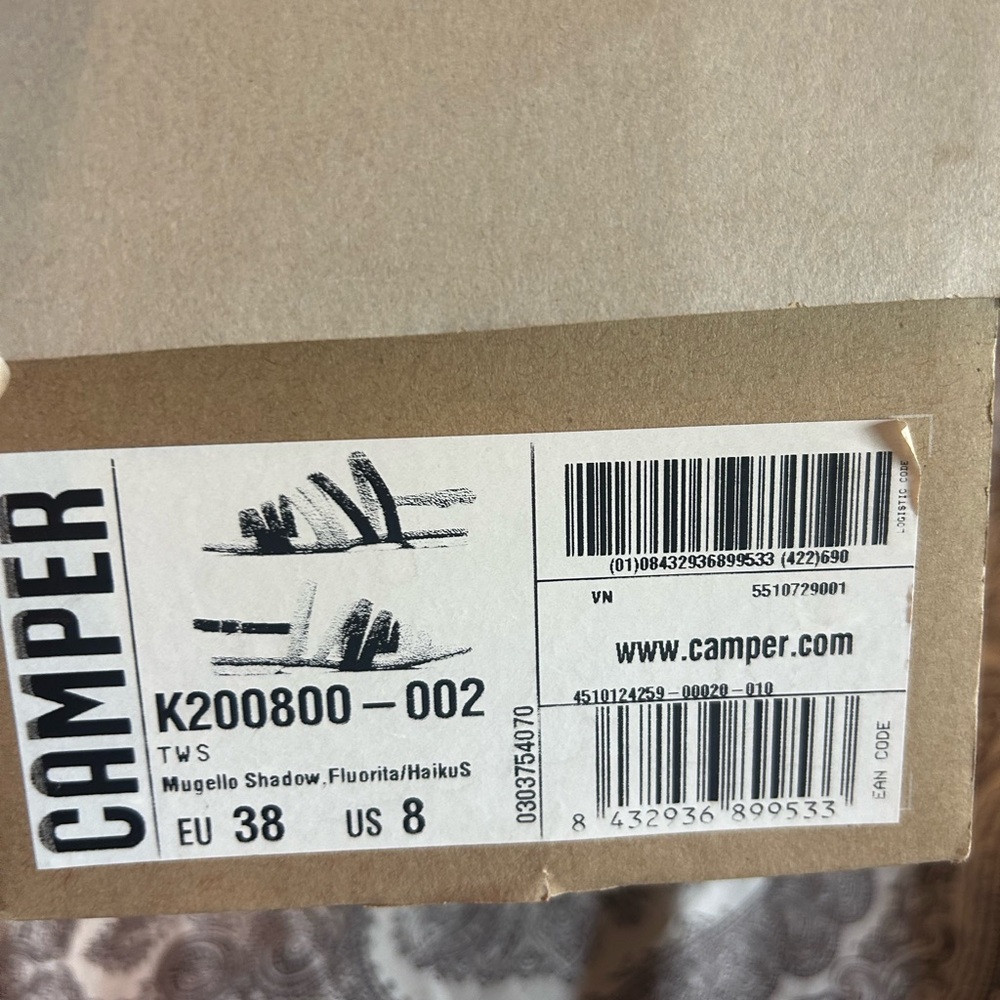 CAMPER
K200800-002
TWS
Mugello Shadow,Fluorita/HaikuS
EU 38 US 8
0303754070
LOGISTIC CODE
(01)08432936899533 (422)690
VN 5510729001
www.camper.com
4510124259-00020-010
EAN CODE
8 432936 899533